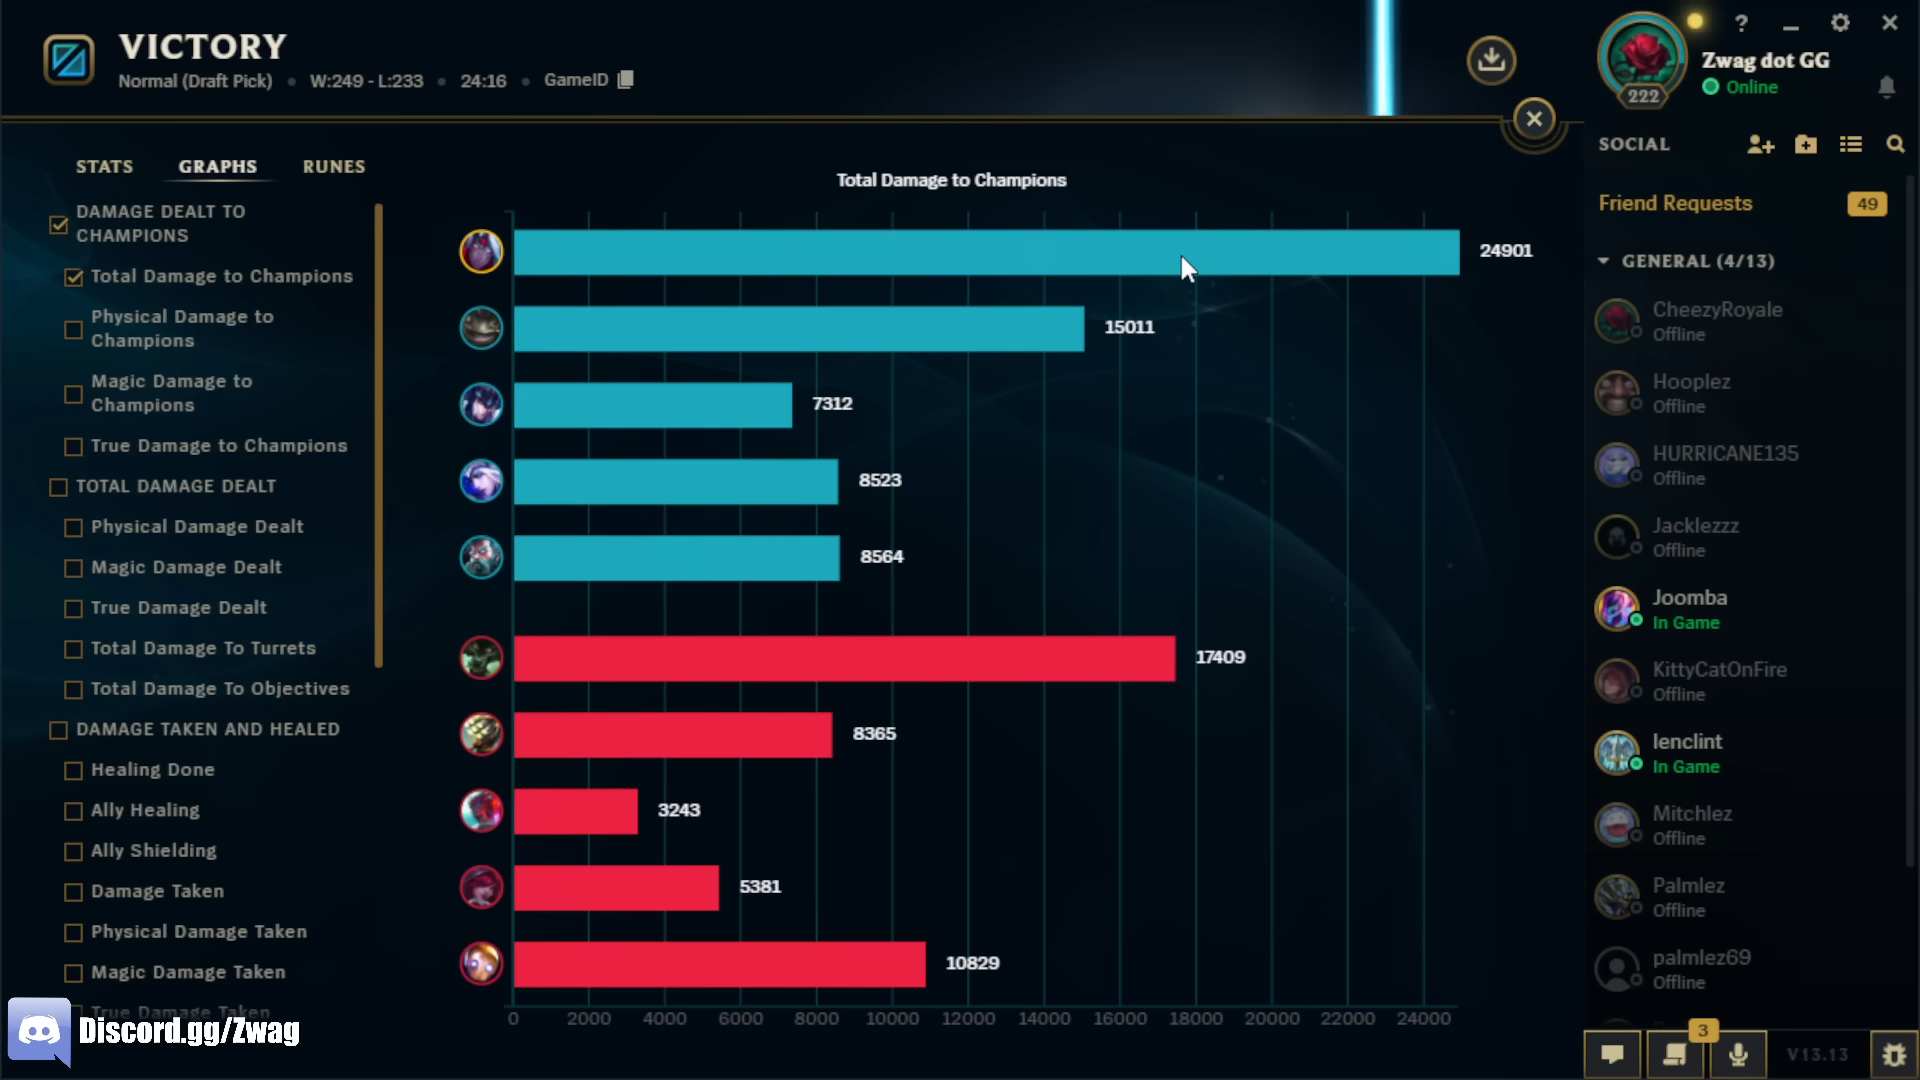 VICTORY
Normal (Draft Pick) • W:249 - L:233 • 24:16 • GameID
222
?
Zwag dot GG
Online
STATS GRAPHS RUNES
DAMAGE DEALT TO
CHAMPIONS
Total Damage to Champions
Physical Damage to
Champions
Magic Damage to
Champions
True Damage to Champions
TOTAL DAMAGE DEALT
Physical Damage Dealt
Magic Damage Dealt
True Damage Dealt
Total Damage To Turrets
Total Damage To Objectives
DAMAGE TAKEN AND HEALED
Healing Done
Ally Healing
Ally Shielding
Damage Taken
Physical Damage Taken
Magic Damage Taken
True Damage Taken
Discord.gg/Zwag
Total Damage to Champions
24901
15011
7312
8523
8564
17409
8365
3243
5381
10829
0 2000 4000 6000 8000 10000 12000 14000 16000 18000 20000 22000 24000
SOCIAL
Friend Requests 49
GENERAL (4/13)
CheezyRoyale
Offline
Hooplez
Offline
HURRICANE135
Offline
Jacklezzz
Offline
Joomba
In Game
KittyCatOnFire
Offline
lenclint
In Game
Mitchlez
Offline
Palmlez
Offline
palmlez69
Offline
3
V13.13